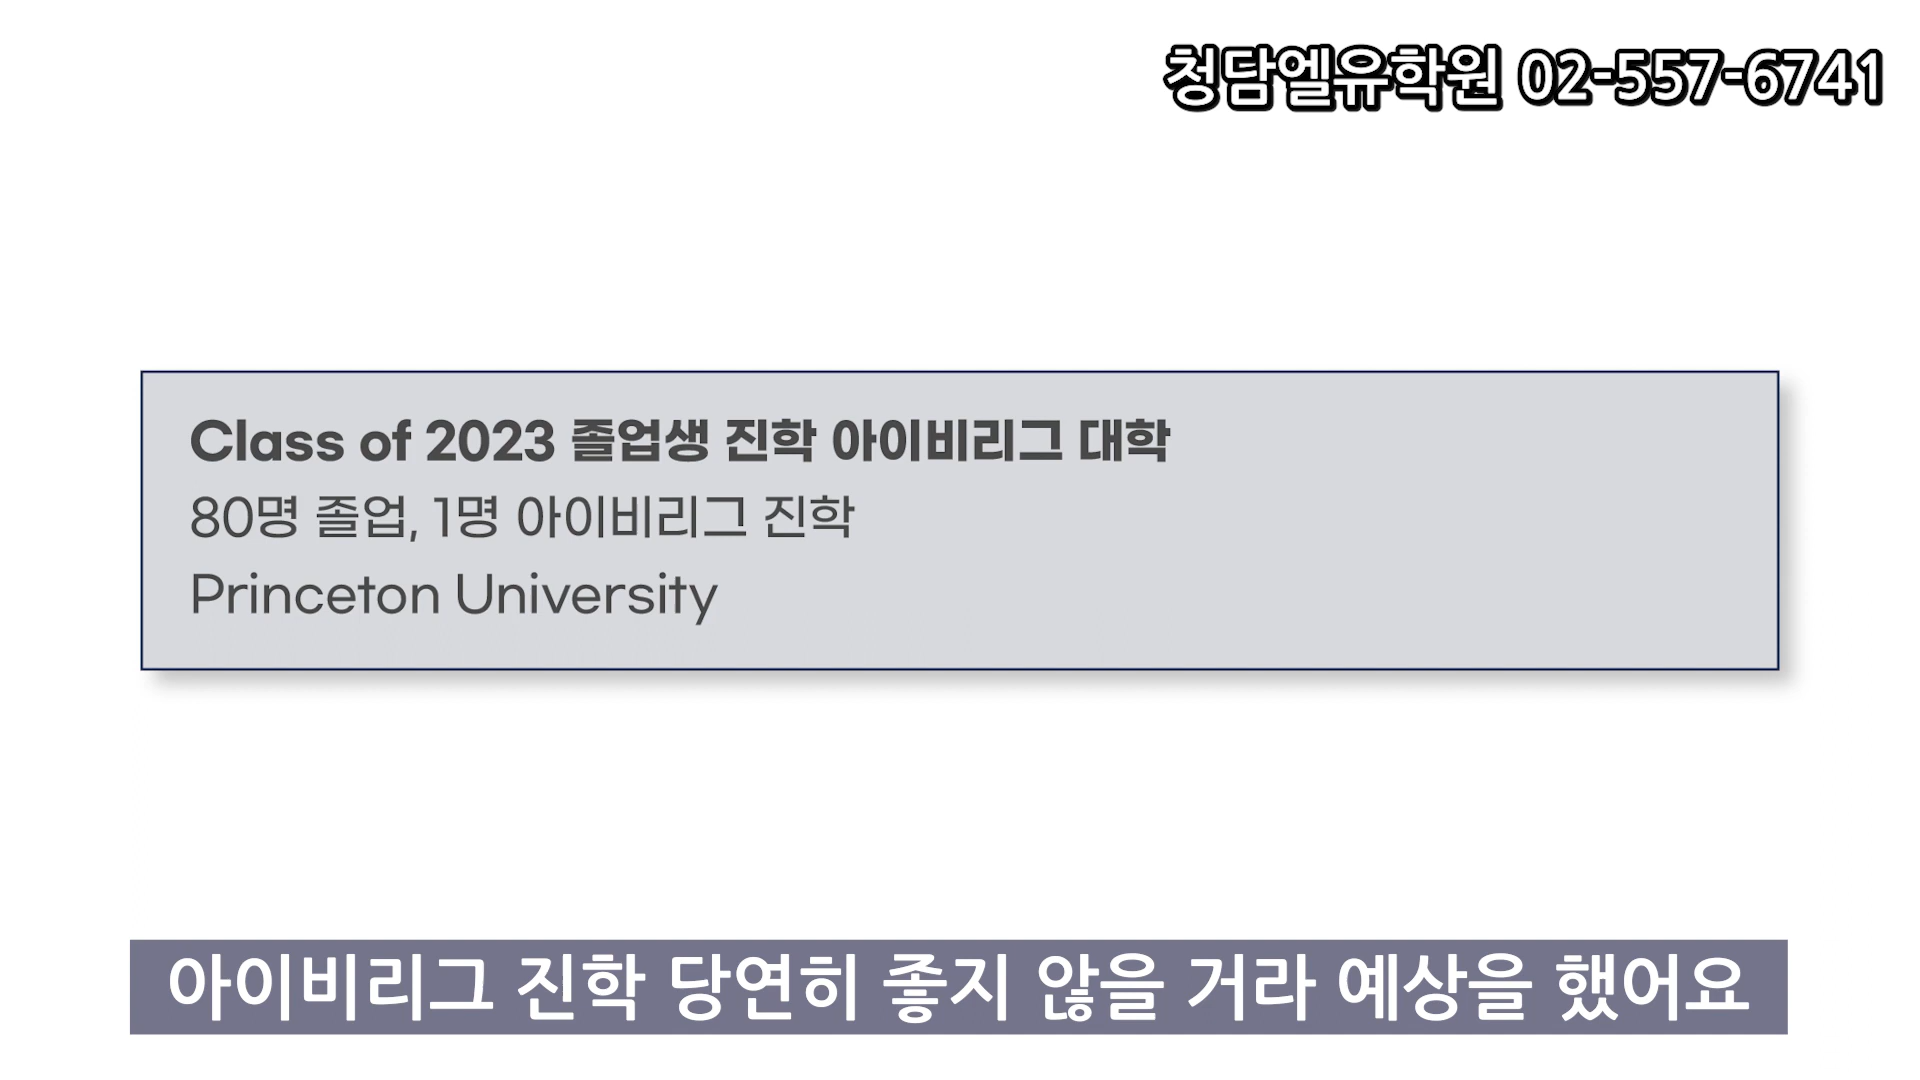 청담엘유학원 02-557-6741
Class of 2023 졸업생 진학 아이비리그 대학
80명 졸업, 1명 아이비리그 진학
Princeton University
아이비리그 진학 당연히 좋지 않을 거라 예상을 했어요